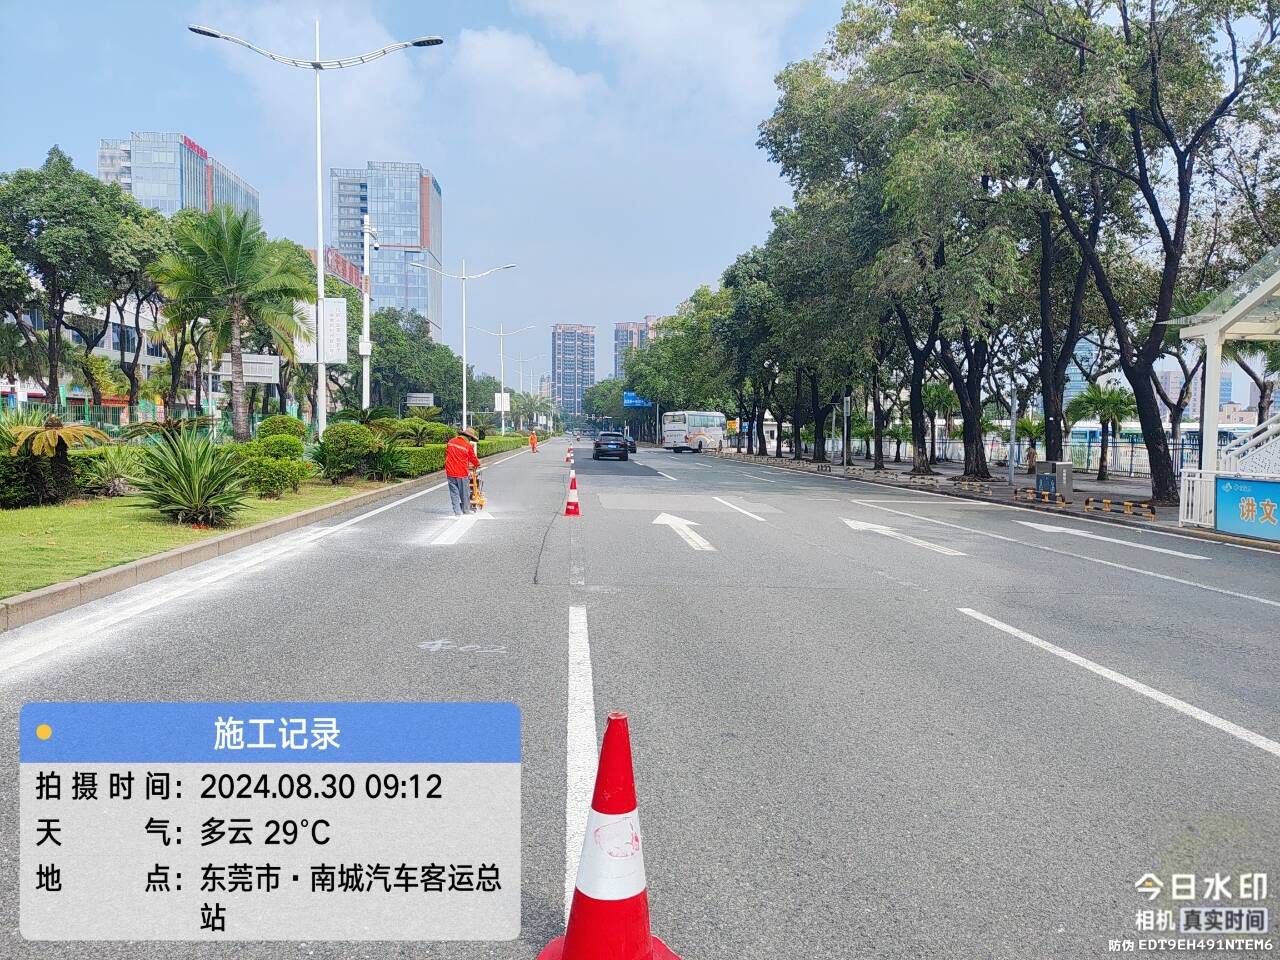 讲文
施工记录
拍摄时间：2024.08.30 09:12
天气：多云 29°C
地点：东莞市·南城汽车客运总
站
今日水印
相机 真实时间
防伪 EDT9EH491NTEM6